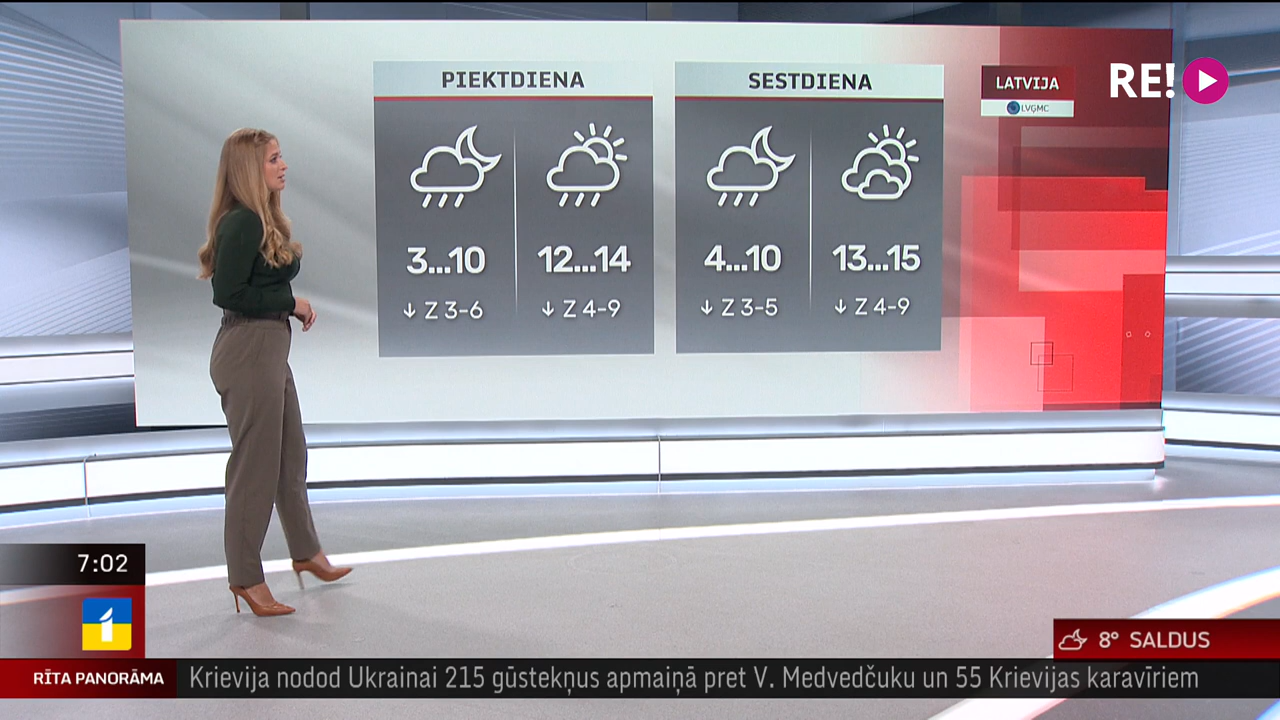 PIEKTDIENA
3...10
12...14
↓ Z 3-6
↓ Z 4-9
SESTDIENA
4...10
13...15
↓ Z 3-5
↓ Z 4-9
LATVIJA
LVĢMC
RE!
7:02
1
8° SALDUS
RĪTA PANORĀMA
Krievija nodod Ukrainai 215 gūstekņus apmaiņā pret V. Medvedčuku un 55 Krievijas karavīriem